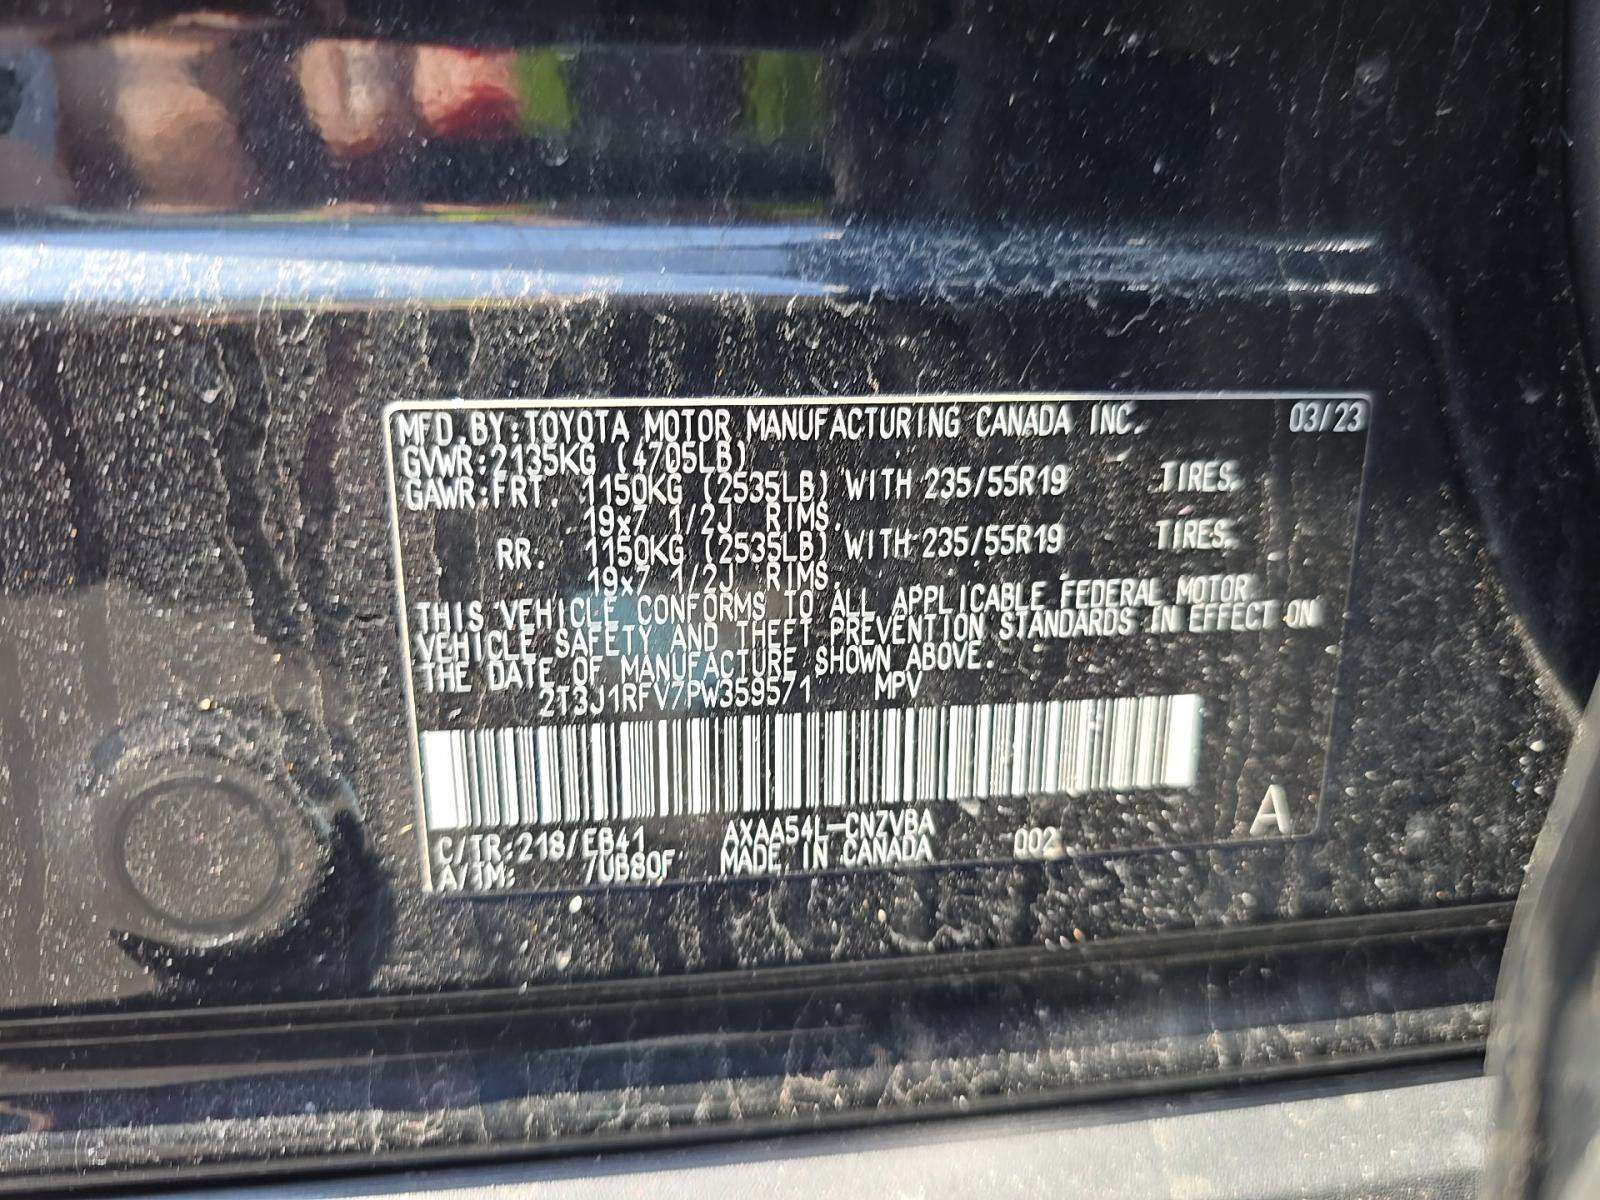 MFD.BY:TOYOTA MOTOR MANUFACTURING CANADA INC. 03/23
GVWR:2135KG (4705LB)
GAWR:FRT. 1150KG (2535LB) WITH 235/55R19 TIRES.
19x7 1/2J RIMS.
RR. 1150KG (2535LB) WITH 235/55R19 TIRES.
19x7 1/2J RIMS.
THIS VEHICLE CONFORMS TO ALL APPLICABLE FEDERAL MOTOR
VEHICLE SAFETY AND THEFT PREVENTION STANDARDS IN EFFECT ON
THE DATE OF MANUFACTURE SHOWN ABOVE.
2T3J1RFV7PW359571 MPV
C/TR:218/EB41 AXAA54L-CNZVBA 002 A
A/TM: 7UB80F MADE IN CANADA